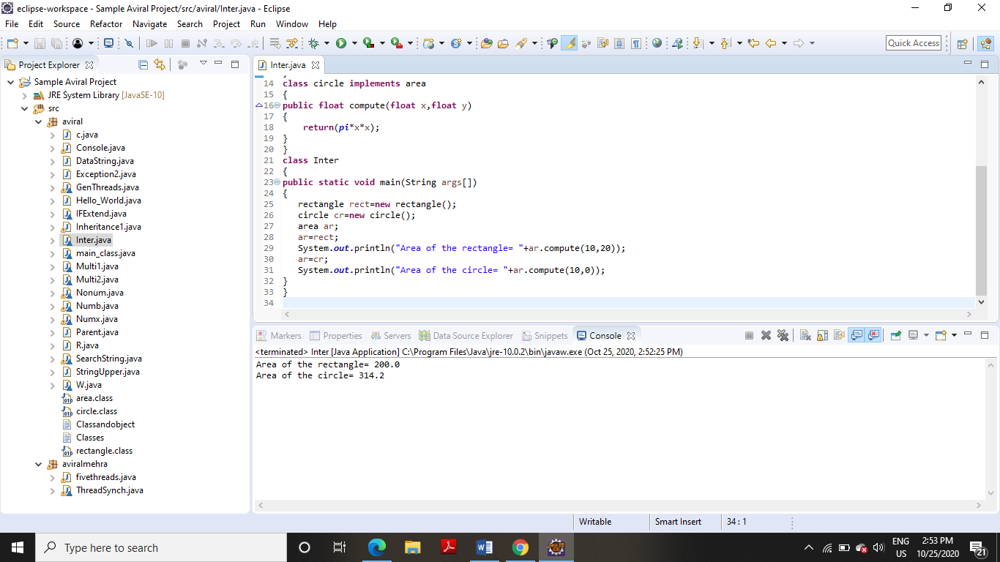 eclipse-workspace - Sample Aviral Project/src/aviral/Inter.java - Eclipse
File Edit Source Refactor Navigate Search Project Run Window Help
Quick Access
Project Explorer
Sample Aviral Project
JRE System Library [JavaSE-10]
src
aviral
c.java
Console.java
DataString.java
Exception2.java
GenThreads.java
Hello_World.java
IFExtend.java
Inheritance1.java
Inter.java
main_class.java
Multi1.java
Multi2.java
Nonum.java
Numb.java
Numx.java
Parent.java
R.java
SearchString.java
StringUpper.java
W.java
area.class
circle.class
Classandobject
Classes
rectangle.class
aviralmehra
fivethreads.java
ThreadSynch.java
Inter.java
14 class circle implements area
15 {
16 public float compute(float x,float y)
17 {
18 return(pi*x*x);
19 }
20 }
21 class Inter
22 {
23 public static void main(String args[])
24 {
25 rectangle rect=new rectangle();
26 circle cr=new circle();
27 area ar;
28 ar=rect;
29 System.out.println("Area of the rectangle= "+ar.compute(10,20));
30 ar=cr;
31 System.out.println("Area of the circle= "+ar.compute(10,0));
32 }
33 }
34
Markers Properties Servers Data Source Explorer Snippets Console
<terminated> Inter [Java Application] C:\Program Files\Java\jre-10.0.2\bin\javaw.exe (Oct 25, 2020, 2:52:25 PM)
Area of the rectangle= 200.0
Area of the circle= 314.2
Writable Smart Insert 34 : 1
Type here to search
ENG
US
2:53 PM
10/25/2020
21